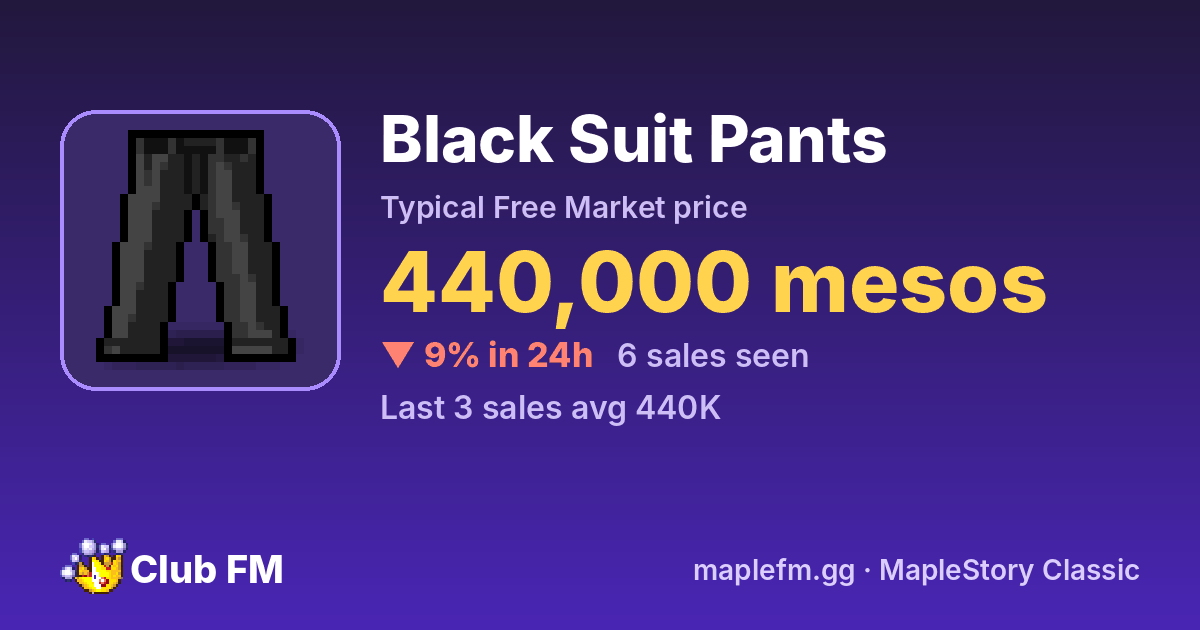 Black Suit Pants
Typical Free Market price
440,000 mesos
▼ 9% in 24h 6 sales seen
Last 3 sales avg 440K
Club FM
maplefm.gg · MapleStory Classic